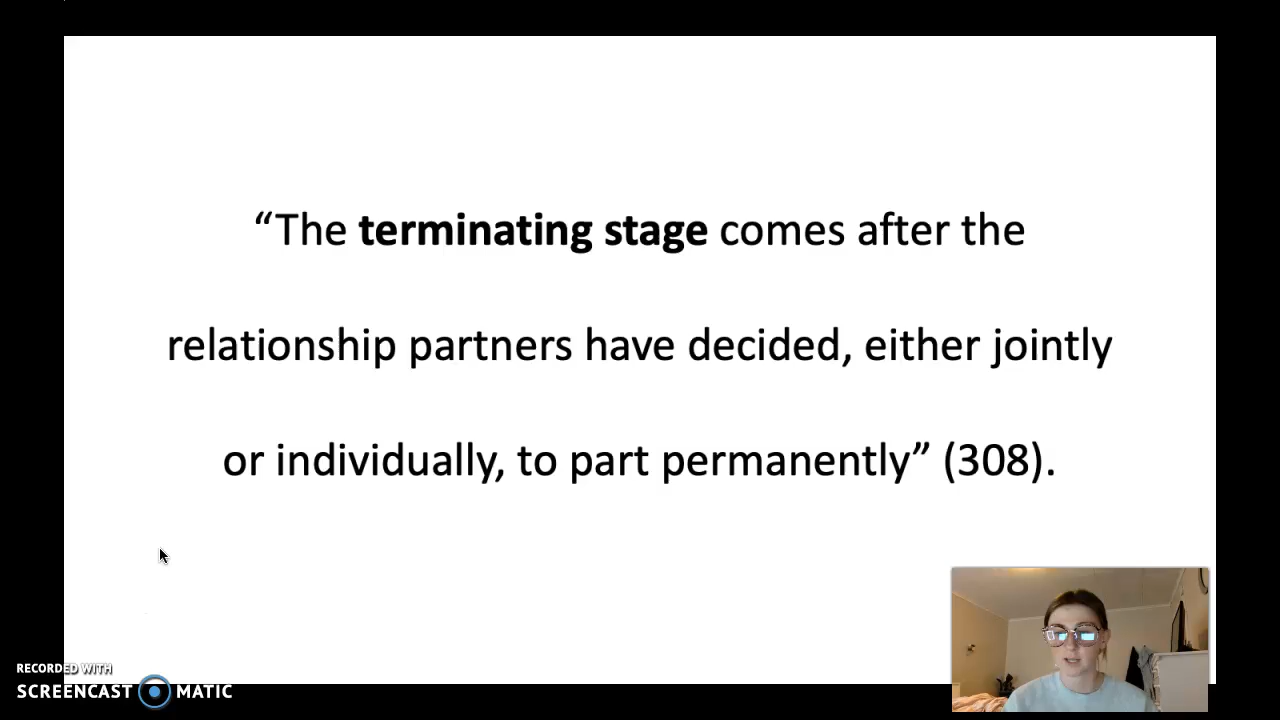 “The terminating stage comes after the
relationship partners have decided, either jointly
or individually, to part permanently” (308).
RECORDED WITH
SCREENCAST MATIC